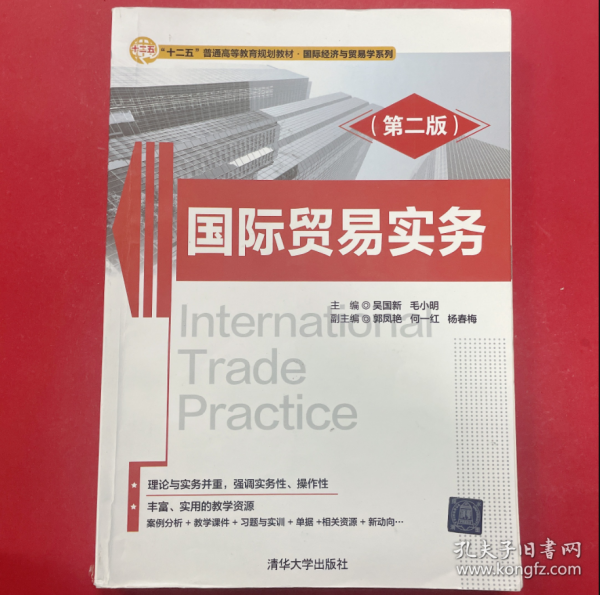 十二五 "十二五"普通高等教育规划教材·国际经济与贸易学系列
(第二版)
国际贸易实务
主 编◎吴国新 毛小明
副主编◎郭凤艳 何一红 杨春梅
International
Trade
Practice
★ 理论与实务并重，强调实务性、操作性
★ 丰富、实用的教学资源
案例分析 + 教学课件 + 习题与实训 + 单据 +相关资源 + 新动向…
清华大学出版社
孔夫子旧书网
www.kongfz.com